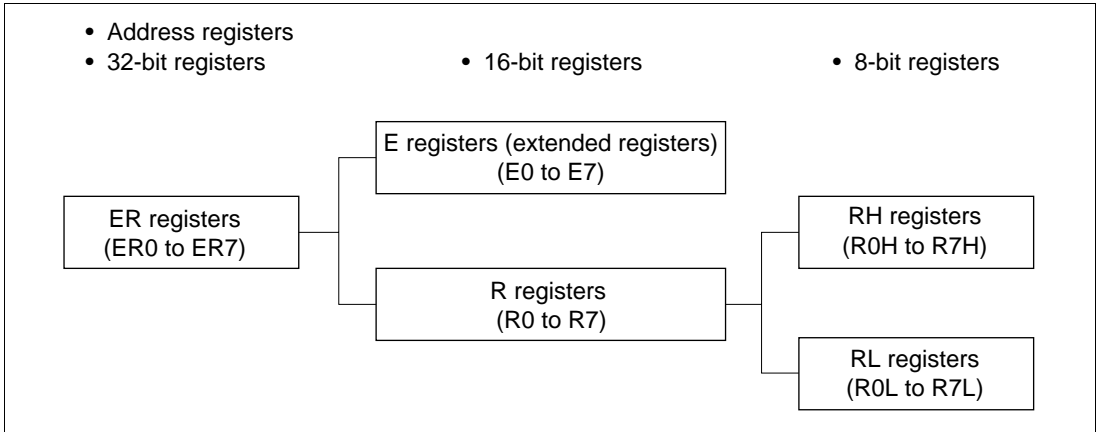 • Address registers
• 32-bit registers
• 16-bit registers
• 8-bit registers
E registers (extended registers)
(E0 to E7)
ER registers
(ER0 to ER7)
RH registers
(R0H to R7H)
R registers
(R0 to R7)
RL registers
(R0L to R7L)